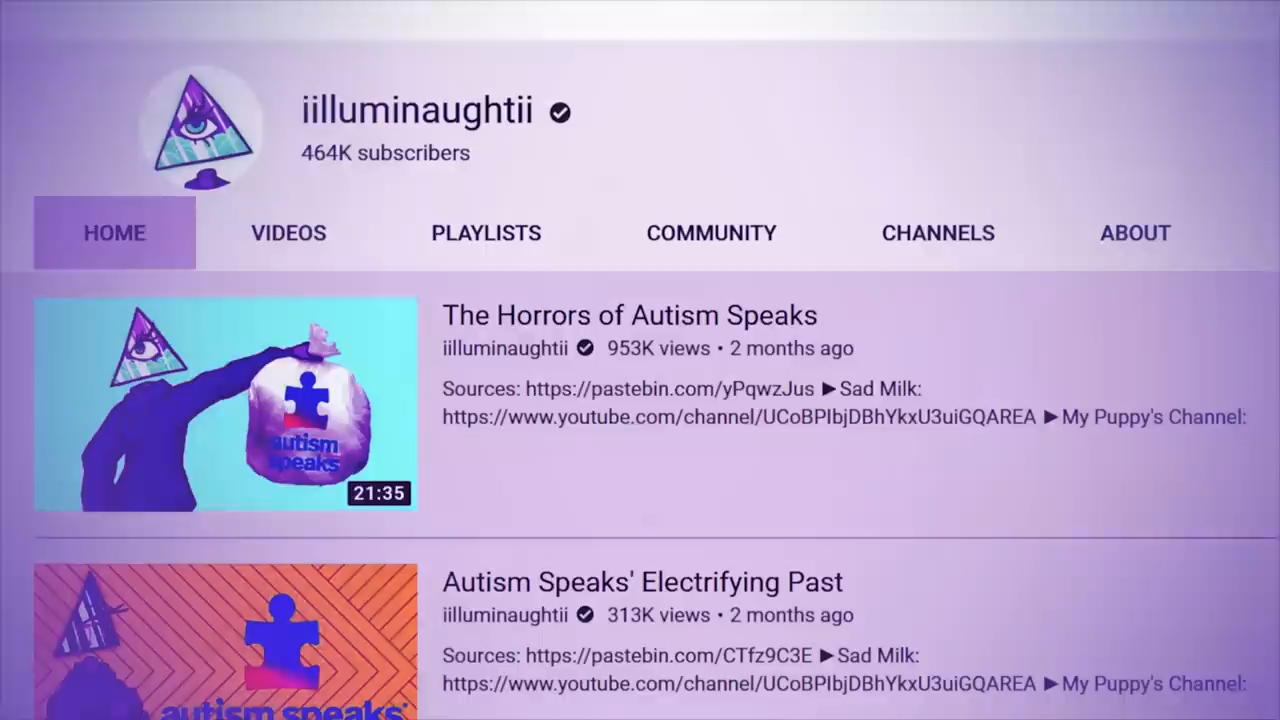 iilluminaughtii
464K subscribers
HOME VIDEOS PLAYLISTS COMMUNITY CHANNELS ABOUT
The Horrors of Autism Speaks
iilluminaughtii 953K views • 2 months ago
Sources: https://pastebin.com/yPqwzJus ►Sad Milk:
https://www.youtube.com/channel/UCoBPIbjDBhYkxU3uiGQAREA ►My Puppy's Channel:
autism
speaks
21:35
Autism Speaks' Electrifying Past
iilluminaughtii 313K views • 2 months ago
Sources: https://pastebin.com/CTfz9C3E ►Sad Milk:
https://www.youtube.com/channel/UCoBPIbjDBhYkxU3uiGQAREA ►My Puppy's Channel:
autism speaks